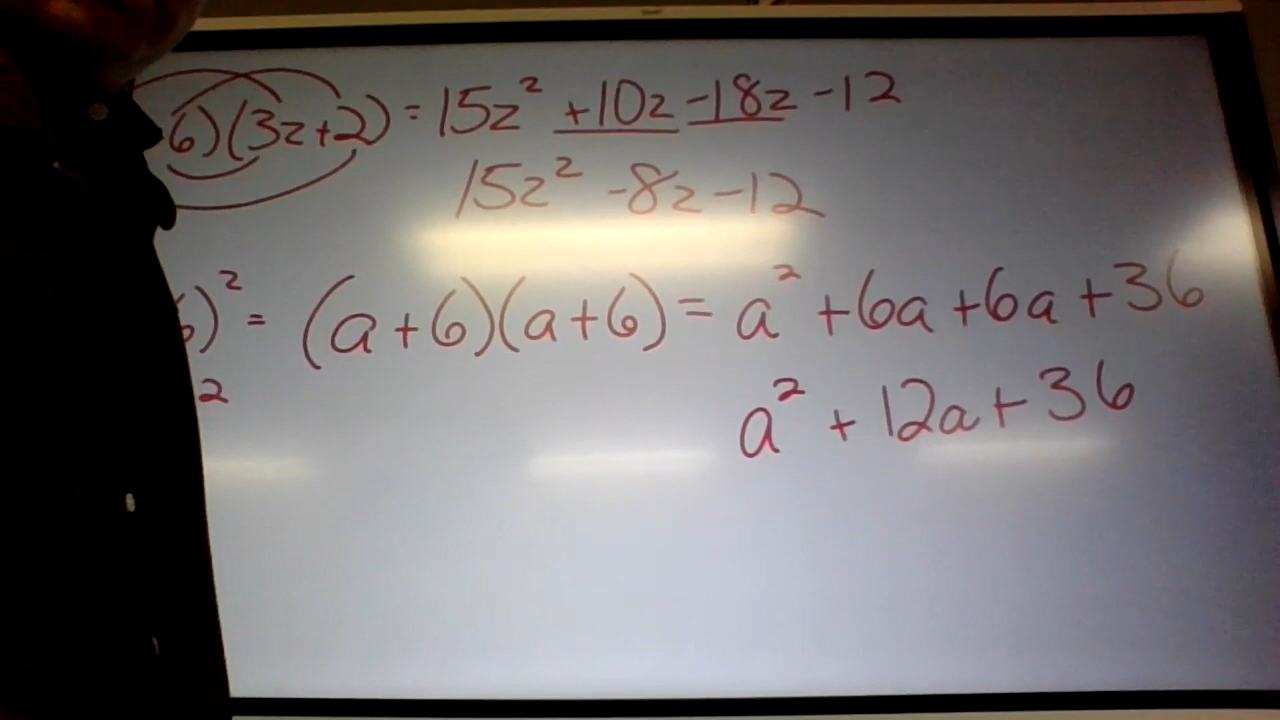 6)(3z+2) = 15z² +10z -18z -12
15z² -8z -12
)² = (a+6)(a+6) = a² +6a +6a +36
2
a² + 12a + 36